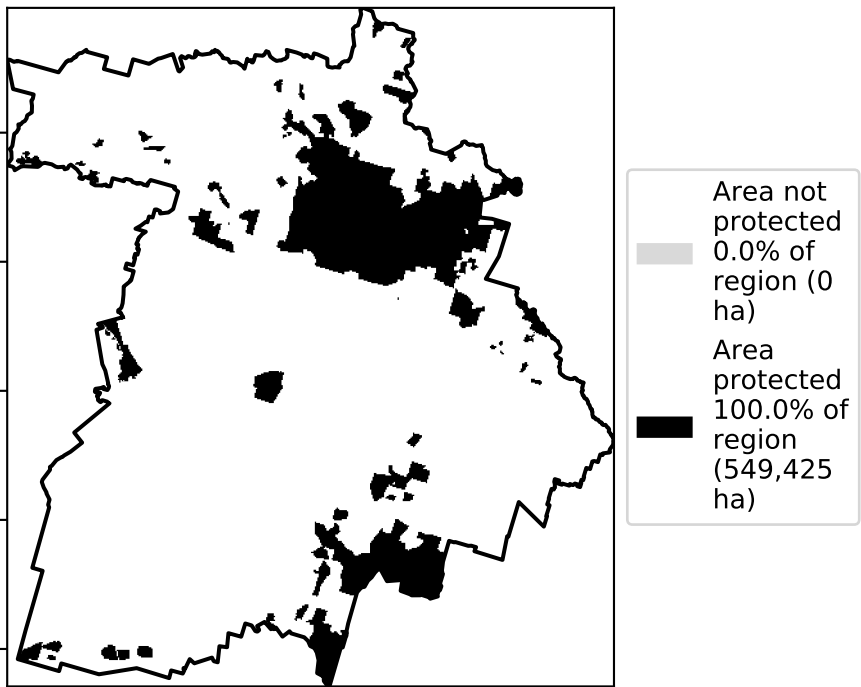 Area not
protected
0.0% of
region (0
ha)
Area
protected
100.0% of
region
(549,425
ha)